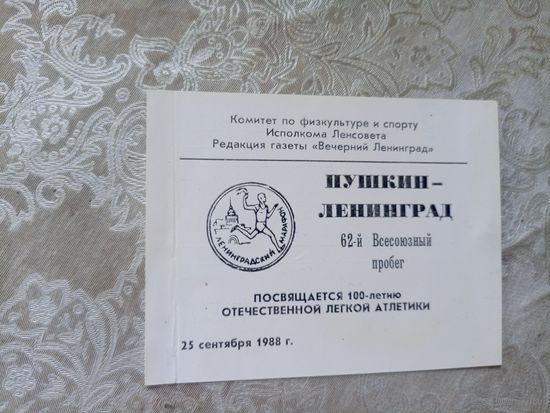 Комитет по физкультуре и спорту
Исполкома Ленсовета
Редакция газеты «Вечерний Ленинград»
ПУШКИН–
ЛЕНИНГРАД
62-й Всесоюзный
пробег
ЛЕНИНГРАДСКИЙ МАРАФОН
ПОСВЯЩАЕТСЯ 100-летию
ОТЕЧЕСТВЕННОЙ ЛЕГКОЙ АТЛЕТИКИ
25 сентября 1988 г.